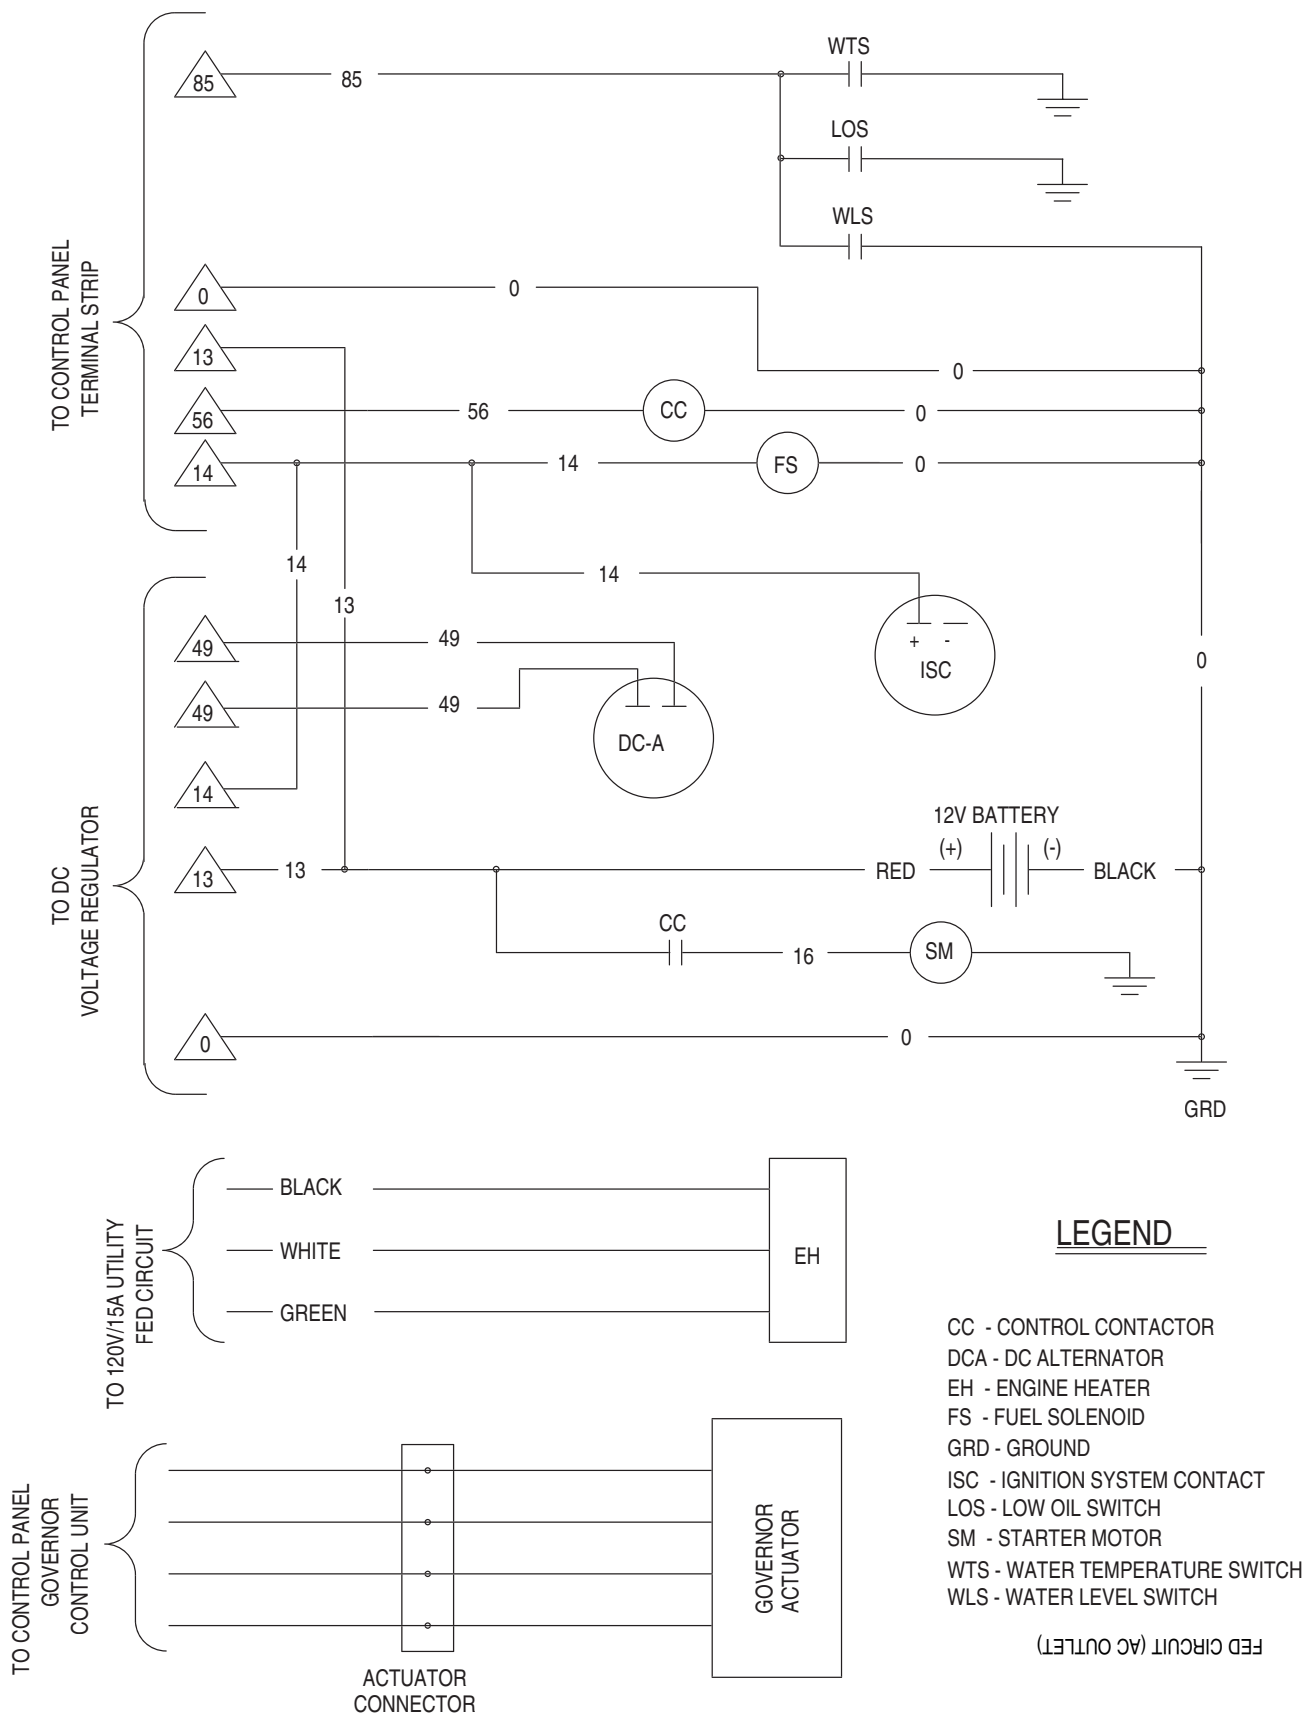 WTS
85
85
LOS
WLS
TO CONTROL PANEL
TERMINAL STRIP
0
0
13
0
56
56
CC
0
14
14
FS
0
14
14
13
49
49
+ -
ISC
0
49
49
DC-A
14
TO DC
VOLTAGE REGULATOR
12V BATTERY
(+) (-)
13
13
RED
BLACK
CC
16
SM
0
0
GRD
TO 120V/15A UTILITY
FED CIRCUIT
BLACK
WHITE
GREEN
EH
LEGEND
CC - CONTROL CONTACTOR
DCA - DC ALTERNATOR
EH - ENGINE HEATER
FS - FUEL SOLENOID
GRD - GROUND
ISC - IGNITION SYSTEM CONTACT
LOS - LOW OIL SWITCH
SM - STARTER MOTOR
WTS - WATER TEMPERATURE SWITCH
WLS - WATER LEVEL SWITCH
FED CIRCUIT (AC OUTLET)
TO CONTROL PANEL
GOVERNOR
CONTROL UNIT
GOVERNOR
ACTUATOR
ACTUATOR
CONNECTOR